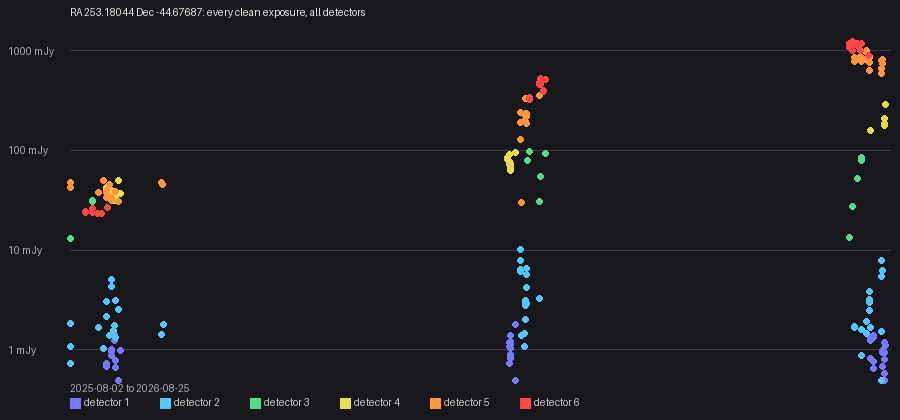 RA 253.18044 Dec -44.67687: every clean exposure, all detectors
1000 mJy
100 mJy
10 mJy
1 mJy
2025-08-02 to 2026-08-25
detector 1 detector 2 detector 3 detector 4 detector 5 detector 6